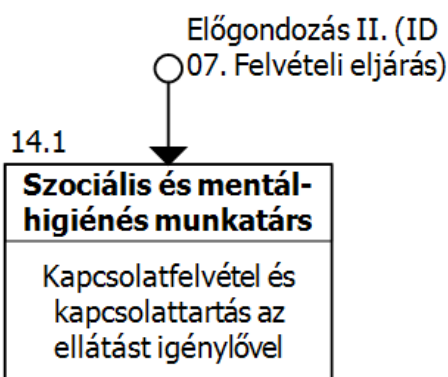 Előgondozás II. (ID
07. Felvételi eljárás)
14.1
Szociális és mentál-
higiénés munkatárs
Kapcsolatfelvétel és
kapcsolattartás az
ellátást igénylővel